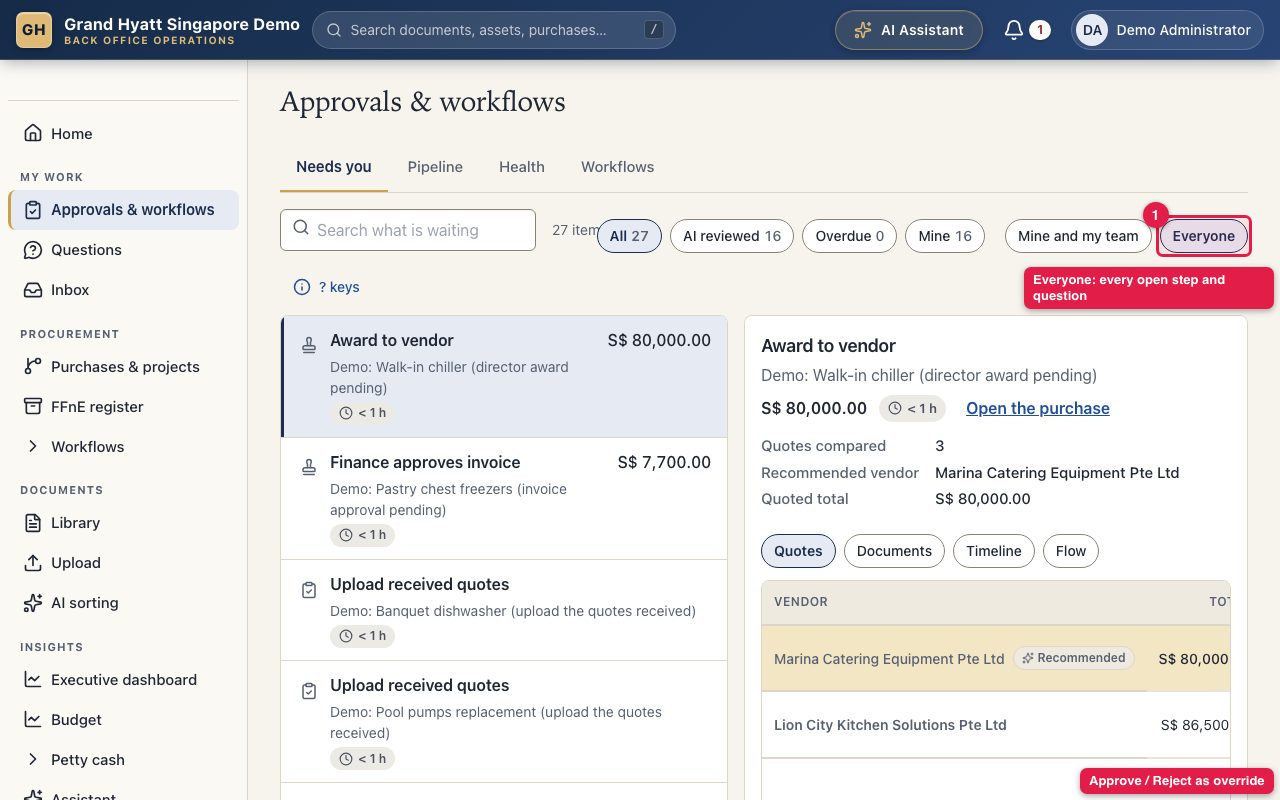 GH
Grand Hyatt Singapore Demo
BACK OFFICE OPERATIONS
Search documents, assets, purchases...
/
AI Assistant
1
DA
Demo Administrator
Home
MY WORK
Approvals & workflows
Questions
Inbox
PROCUREMENT
Purchases & projects
FFnE register
Workflows
DOCUMENTS
Library
Upload
AI sorting
INSIGHTS
Executive dashboard
Budget
Petty cash
Assistant
Approvals & workflows
Needs you
Pipeline
Health
Workflows
Search what is waiting
27 item
All 27
AI reviewed 16
Overdue 0
Mine 16
Mine and my team
1
Everyone
Everyone: every open step and
question
? keys
Award to vendor
S$ 80,000.00
Demo: Walk-in chiller (director award
pending)
< 1 h
Finance approves invoice
S$ 7,700.00
Demo: Pastry chest freezers (invoice
approval pending)
< 1 h
Upload received quotes
Demo: Banquet dishwasher (upload the quotes received)
< 1 h
Upload received quotes
Demo: Pool pumps replacement (upload the quotes
received)
< 1 h
Award to vendor
Demo: Walk-in chiller (director award pending)
S$ 80,000.00
< 1 h
Open the purchase
Quotes compared 3
Recommended vendor Marina Catering Equipment Pte Ltd
Quoted total S$ 80,000.00
Quotes
Documents
Timeline
Flow
VENDOR TOT
Marina Catering Equipment Pte Ltd Recommended S$ 80,000
Lion City Kitchen Solutions Pte Ltd S$ 86,500
Approve / Reject as override